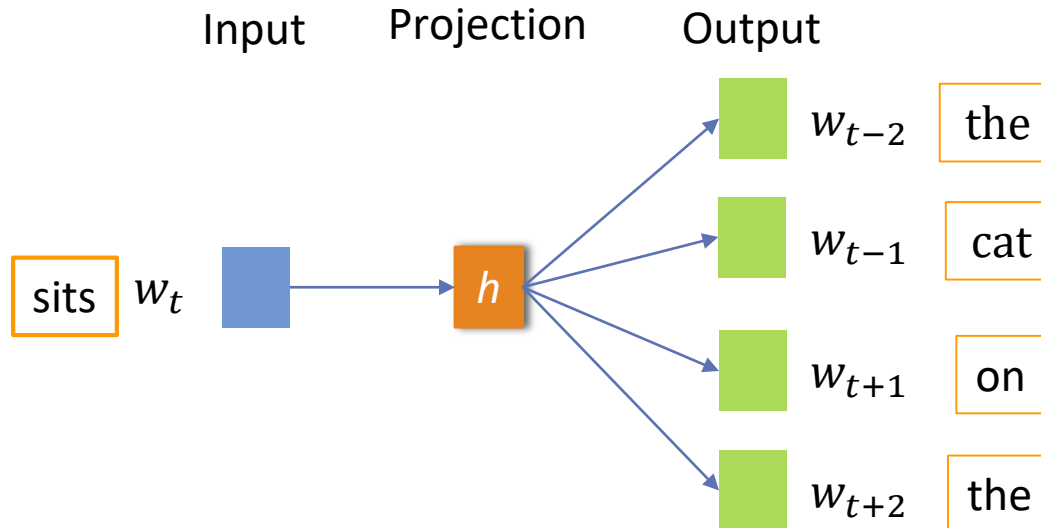 Input Projection Output
w_{t-2} the
w_{t-1} cat
sits w_t h
w_{t+1} on
w_{t+2} the